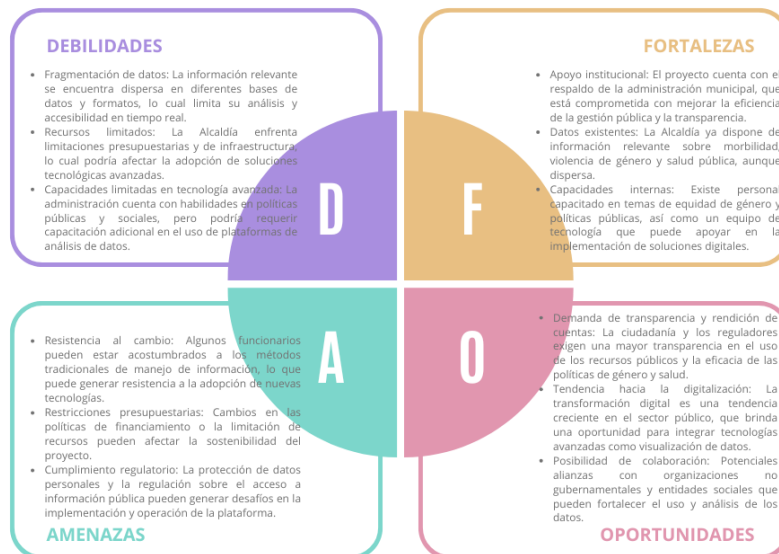 DEBILIDADES
• Fragmentación de datos: La información relevante
se encuentra dispersa en diferentes bases de
datos y formatos, lo cual limita su análisis y
accesibilidad en tiempo real.
• Recursos limitados: La Alcaldía enfrenta
limitaciones presupuestarias y de infraestructura,
lo cual podría afectar la adopción de soluciones
tecnológicas avanzadas.
• Capacidades limitadas en tecnología avanzada: La
administración cuenta con habilidades en políticas
públicas y sociales, pero podría requerir
capacitación adicional en el uso de plataformas de
análisis de datos.
D
FORTALEZAS
• Apoyo institucional: El proyecto cuenta con el
respaldo de la administración municipal, que
está comprometida con mejorar la eficiencia
de la gestión pública y la transparencia.
• Datos existentes: La Alcaldía ya dispone de
información relevante sobre morbilidad,
violencia de género y salud pública, aunque
dispersa.
• Capacidades internas: Existe personal
capacitado en temas de equidad de género y
políticas públicas, así como un equipo de
tecnología que puede apoyar en la
implementación de soluciones digitales.
F
• Resistencia al cambio: Algunos funcionarios
pueden estar acostumbrados a los métodos
tradicionales de manejo de información, lo que
puede generar resistencia a la adopción de nuevas
tecnologías.
• Restricciones presupuestarias: Cambios en las
políticas de financiamiento o la limitación de
recursos pueden afectar la sostenibilidad del
proyecto.
• Cumplimiento regulatorio: La protección de datos
personales y la regulación sobre el acceso a
información pública pueden generar desafíos en la
implementación y operación de la plataforma.
AMENAZAS
A
• Demanda de transparencia y rendición de
cuentas: La ciudadanía y los reguladores
exigen una mayor transparencia en el uso
de los recursos públicos y la eficacia de las
políticas de género y salud.
• Tendencia hacia la digitalización: La
transformación digital es una tendencia
creciente en el sector público, que brinda
una oportunidad para integrar tecnologías
avanzadas como visualización de datos.
• Posibilidad de colaboración: Potenciales
alianzas con organizaciones no
gubernamentales y entidades sociales que
pueden fortalecer el uso y análisis de los
datos.
OPORTUNIDADES
O